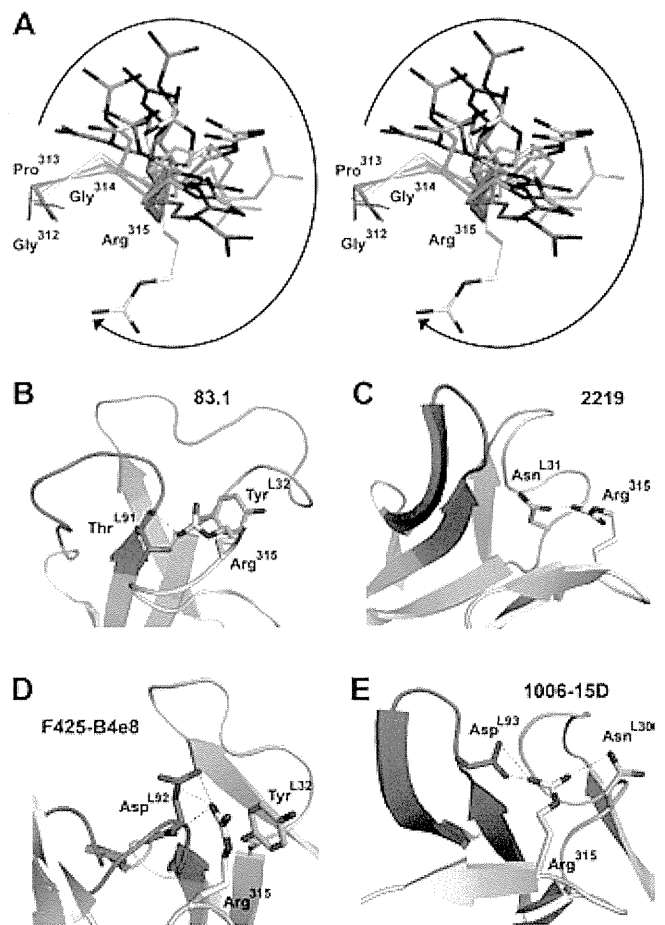 A
Pro313
Gly314
Gly312
Arg315
Pro313
Gly314
Gly312
Arg315
B
83.1
TyrL32
ThrL91
Arg315
C
2219
AsnL31
Arg315
D
F425-B4e8
AspL92
TyrL32
Arg315
E
1006-15D
AspL93
Arg315